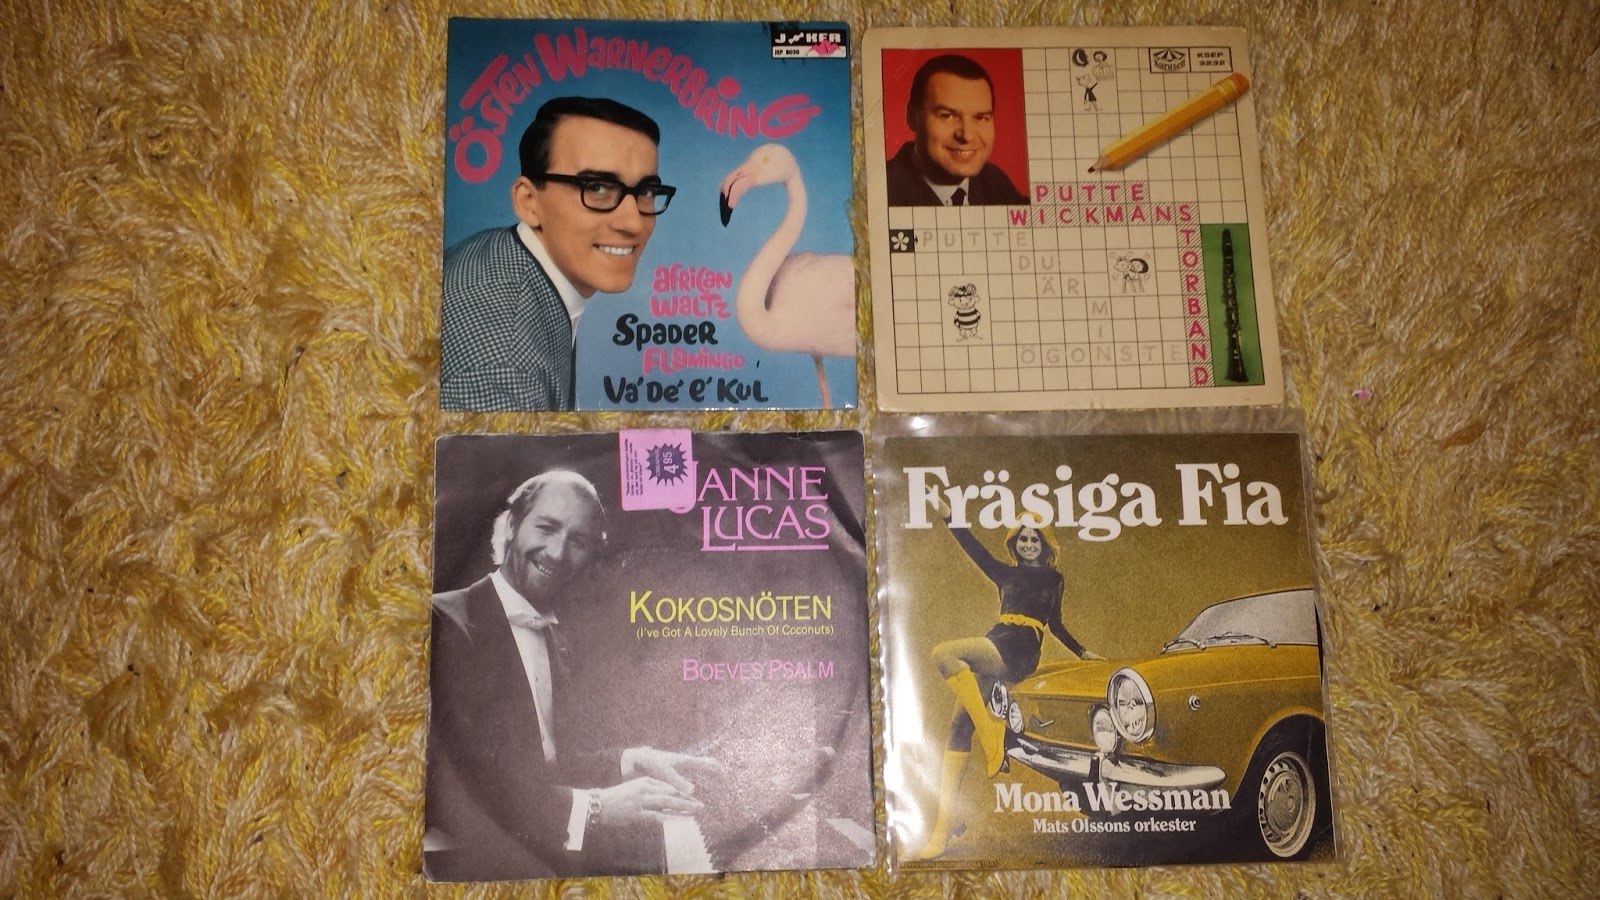 ÖSTEN WARNERBRING
JOKER
JEP 8030
AFRICAN
WALTZ
SPADER
FLAMINGO
VA' DE' E' KUL
Karusell
KSEP
3232
PUTTE
WICKMANS
STORBAND
PUTTE
DU
ÄR
MIN
ÖGONSTEN
4.95
JANNE
LUCAS
KOKOSNÖTEN
(I've Got A Lovely Bunch Of Coconuts)
BOEVES PSALM
Fräsiga Fia
Mona Wessman
Mats Olssons orkester